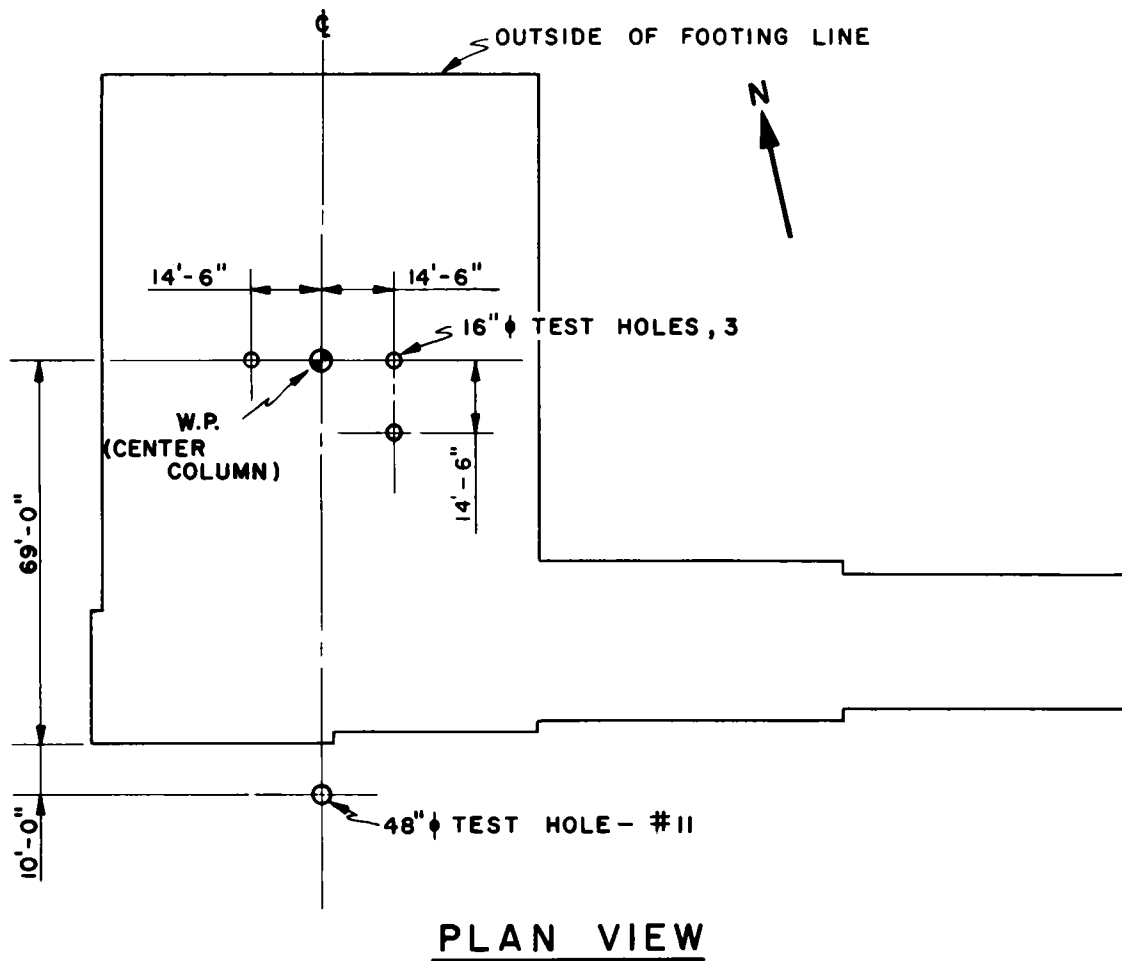 ℄
OUTSIDE OF FOOTING LINE
N
14'-6"
14'-6"
16"ϕ TEST HOLES, 3
W.P.
(CENTER
COLUMN)
14'-6"
69'-0"
10'-0"
48"ϕ TEST HOLE - #11
PLAN VIEW